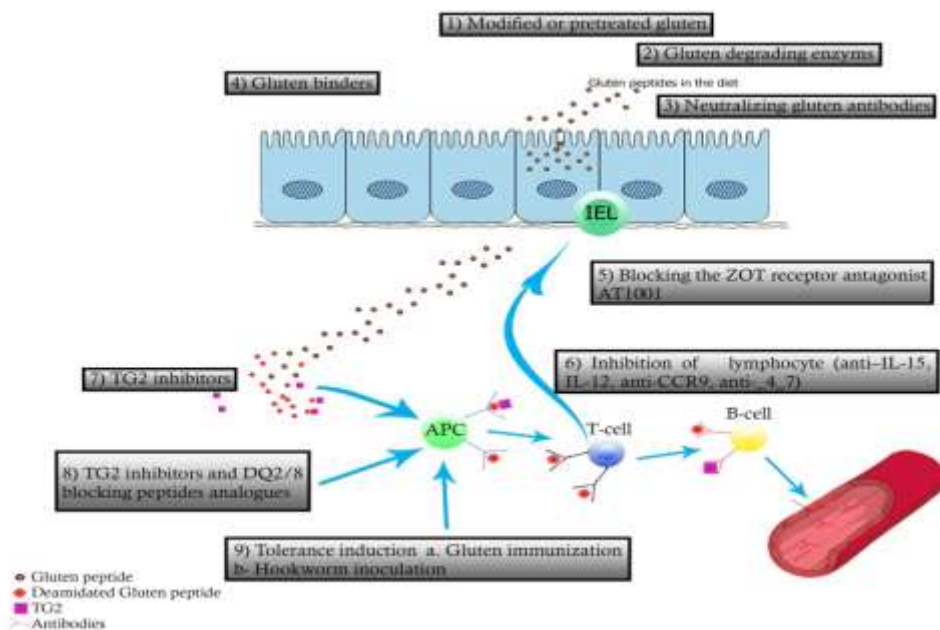 1) Modified or pretreated gluten
2) Gluten degrading enzymes
4) Gluten binders
Gluten peptides in the diet
3) Neutralizing gluten antibodies
IEL
5) Blocking the ZOT receptor antagonist
AT1001
6) Inhibition of lymphocyte (anti–IL-15,
IL-12, anti-CCR9, anti-_4_7)
7) TG2 inhibitors
B-cell
T-cell
APC
8) TG2 inhibitors and DQ2/8
blocking peptides analogues
9) Tolerance induction a. Gluten immunization
b- Hookworm inoculation
Gluten peptide
Deamidated Gluten peptide
TG2
Antibodies